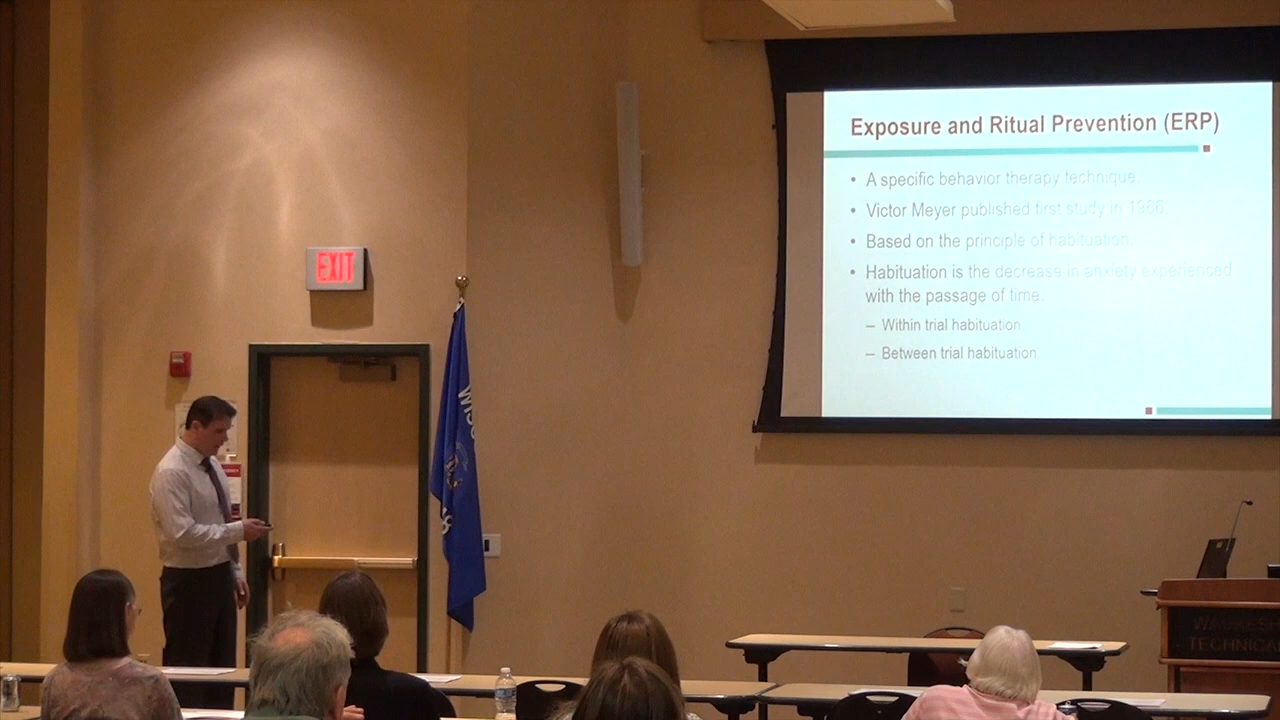 Exposure and Ritual Prevention (ERP)
• A specific behavior therapy technique.
• Victor Meyer published first study in 1966.
• Based on the principle of habituation.
• Habituation is the decrease in anxiety experienced
with the passage of time.
– Within trial habituation
– Between trial habituation
EXIT
TECHNICAL